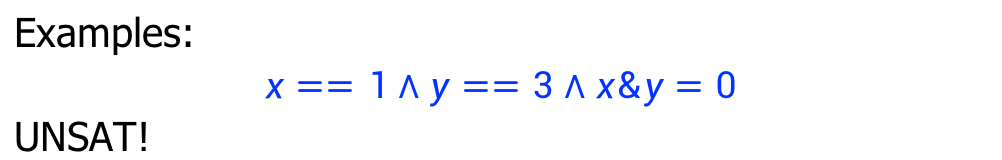 Examples:
x == 1 ∧ y == 3 ∧ x&y = 0
UNSAT!